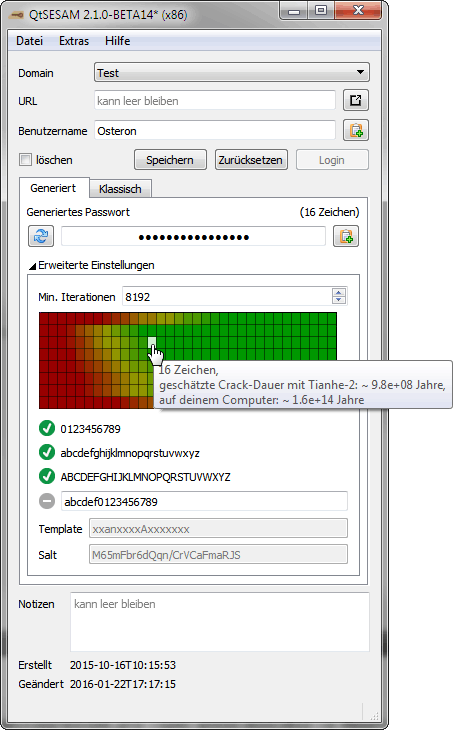 QtSESAM 2.1.0-BETA14* (x86)
Datei Extras Hilfe
Domain Test
URL kann leer bleiben
Benutzername Osteron
löschen Speichern Zurücksetzen Login
Generiert Klassisch
Generiertes Passwort (16 Zeichen)
Erweiterte Einstellungen
Min. Iterationen 8192
16 Zeichen,
geschätzte Crack-Dauer mit Tianhe-2: ~ 9.8e+08 Jahre,
auf deinem Computer: ~ 1.6e+14 Jahre
0123456789
abcdefghijklmnopqrstuvwxyz
ABCDEFGHIJKLMNOPQRSTUVWXYZ
abcdef0123456789
Template xxanxxxxAxxxxxxx
Salt M65mFbr6dQqn/CrVCaFmaRJS
Notizen kann leer bleiben
Erstellt 2015-10-16T10:15:53
Geändert 2016-01-22T17:17:15